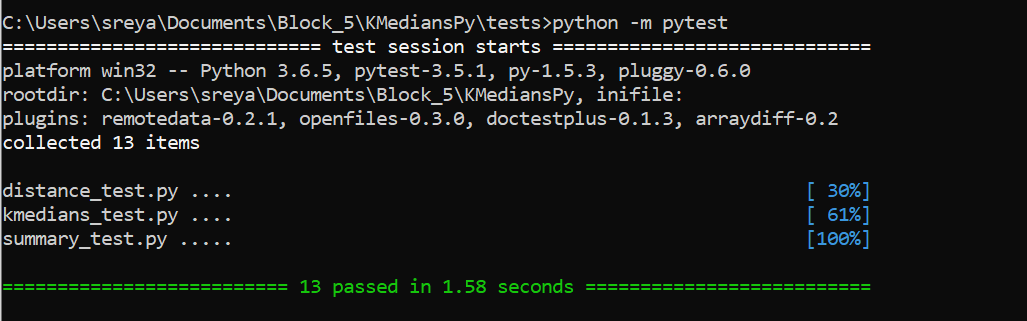 C:\Users\sreya\Documents\Block_5\KMediansPy\tests>python -m pytest
============================= test session starts =============================
platform win32 -- Python 3.6.5, pytest-3.5.1, py-1.5.3, pluggy-0.6.0
rootdir: C:\Users\sreya\Documents\Block_5\KMediansPy, inifile:
plugins: remotedata-0.2.1, openfiles-0.3.0, doctestplus-0.1.3, arraydiff-0.2
collected 13 items
distance_test.py .... [ 30%]
kmedians_test.py .... [ 61%]
summary_test.py ..... [100%]
========================== 13 passed in 1.58 seconds ==========================